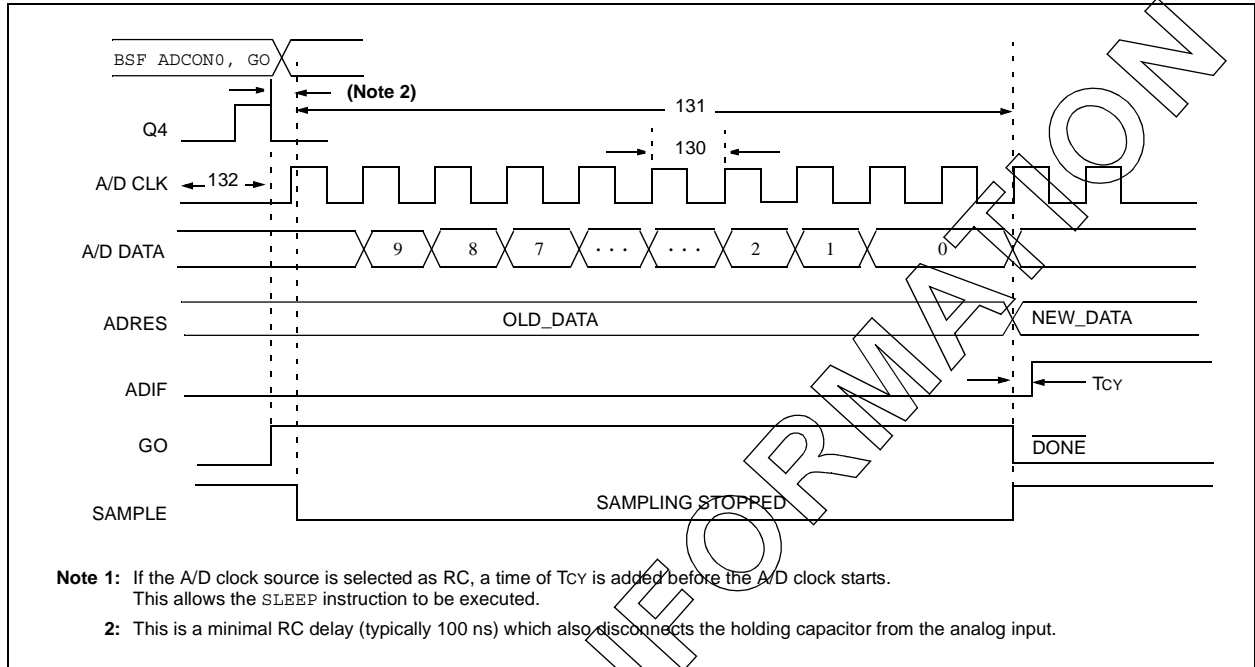 BSF ADCON0, GO
(Note 2)
131
Q4
130
A/D CLK
132
A/D DATA
9 8 7 · · · · · · 2 1 0
OLD_DATA
NEW_DATA
ADRES
ADIF
TCY
GO
DONE
SAMPLING STOPPED
SAMPLE
Note 1: If the A/D clock source is selected as RC, a time of TCY is added before the A/D clock starts.
This allows the SLEEP instruction to be executed.
2: This is a minimal RC delay (typically 100 ns) which also disconnects the holding capacitor from the analog input.
FORMATION